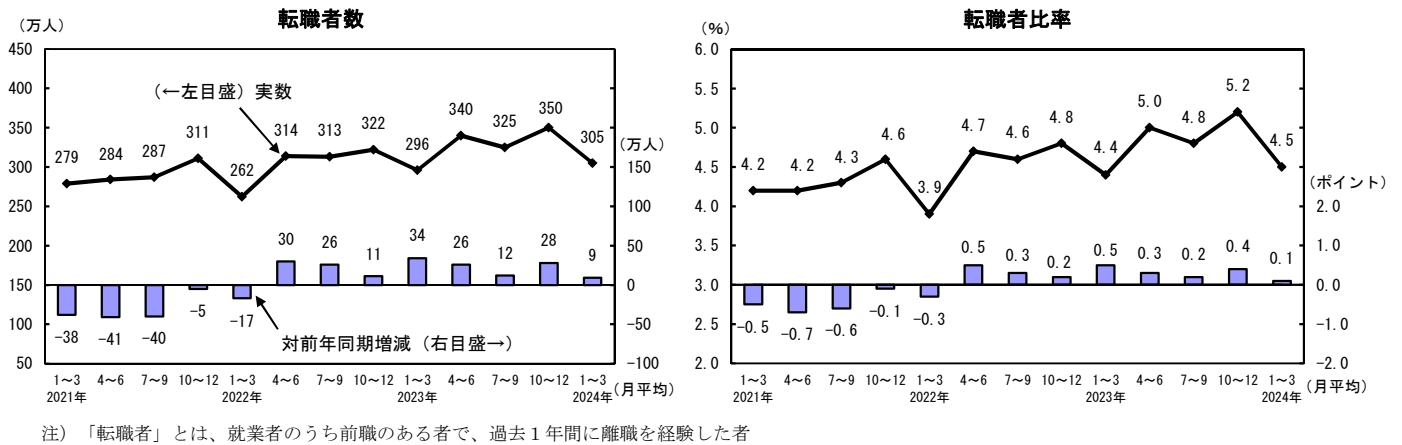 転職者数
(万人)
450
400
350
300
250
200
150
100
50
(←左目盛) 実数
279 284 287 311 262 314 313 322 296 340 325 350 305
(万人)
150
100
50
0
−50
−100
30 26 11 34 26 12 28 9
−38 −41 −40 −5 −17
対前年同期増減 (右目盛→)
1～3 4～6 7～9 10～12 1～3 4～6 7～9 10～12 1～3 4～6 7～9 10～12 1～3 (月平均)
2021年 2022年 2023年 2024年
転職者比率
(%)
6.0
5.5
5.0
4.5
4.0
3.5
3.0
2.5
2.0
4.2 4.2 4.3 4.6 3.9 4.7 4.6 4.8 4.4 5.0 4.8 5.2 4.5
(ポイント)
2.0
1.0
0.0
−1.0
−2.0
0.5 0.3 0.2 0.5 0.3 0.2 0.4 0.1
−0.5 −0.7 −0.6 −0.1 −0.3
1～3 4～6 7～9 10～12 1～3 4～6 7～9 10～12 1～3 4～6 7～9 10～12 1～3 (月平均)
2021年 2022年 2023年 2024年
注）「転職者」とは、就業者のうち前職のある者で、過去１年間に離職を経験した者